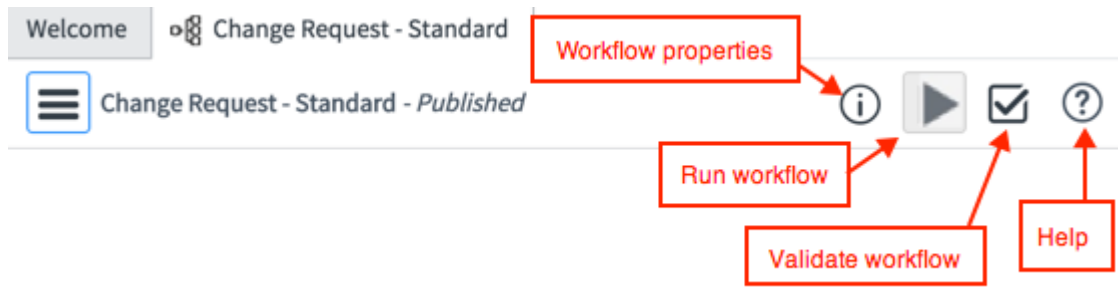 Welcome
Change Request - Standard
Workflow properties
Change Request - Standard - Published
Run workflow
Validate workflow
Help